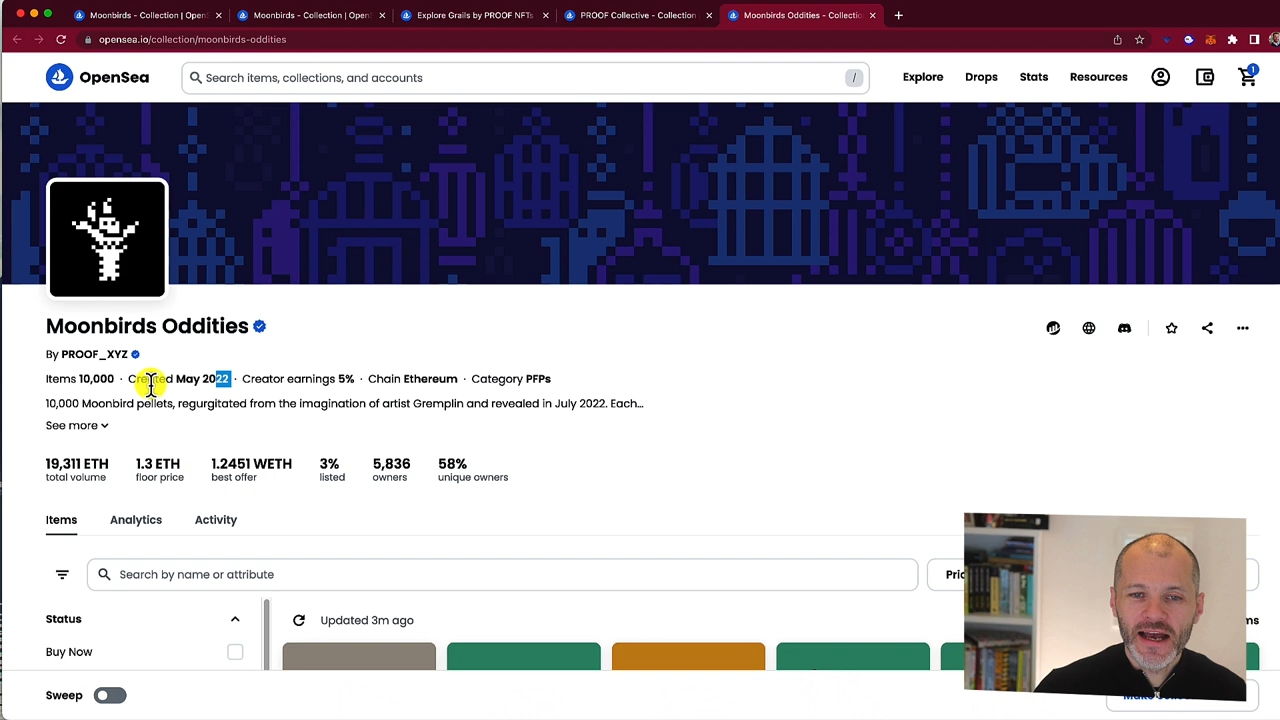 Moonbirds - Collection | OpenS
Moonbirds - Collection | OpenS
Explore Grails by PROOF NFTs
PROOF Collective - Collection
Moonbirds Oddities - Collectio
opensea.io/collection/moonbirds-oddities
OpenSea
Search items, collections, and accounts
/
Explore
Drops
Stats
Resources
1
Moonbirds Oddities
By PROOF_XYZ
Items 10,000 · Created May 2022 · Creator earnings 5% · Chain Ethereum · Category PFPs
10,000 Moonbird pellets, regurgitated from the imagination of artist Gremplin and revealed in July 2022. Each…
See more
19,311 ETH
total volume
1.3 ETH
floor price
1.2451 WETH
best offer
3%
listed
5,836
owners
58%
unique owners
Items
Analytics
Activity
Search by name or attribute
Pric
Status
Updated 3m ago
ms
Buy Now
Sweep